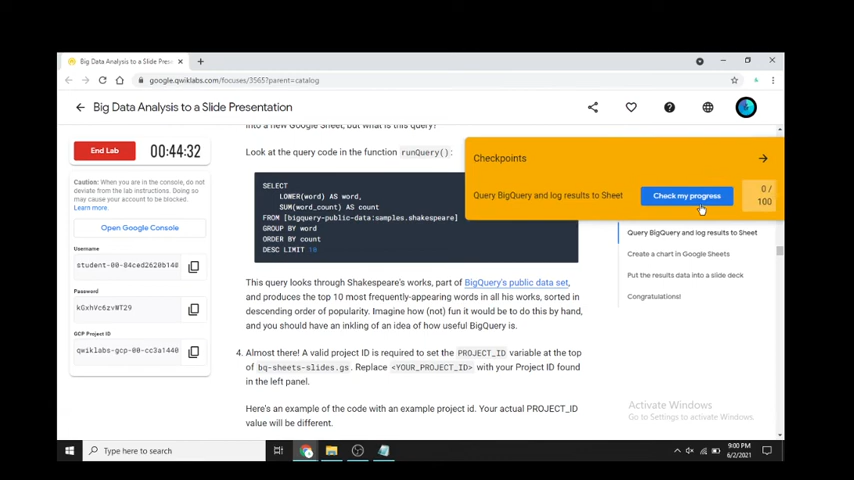 Big Data Analysis to a Slide Presentation
google.qwiklabs.com/focuses/3565?parent=catalog
Big Data Analysis to a Slide Presentation
End Lab
00:44:32
Caution: When you are in the console, do not
deviate from the lab instructions. Doing so
may cause your account to be blocked.
Learn more.
Open Google Console
Username
student-00-84ced2620b140
Password
kGxhVc6zvWT29
GCP Project ID
qwiklabs-gcp-00-cc3a1440
into a new Google Sheet, but what is this query?
Look at the query code in the function runQuery():
SELECT
LOWER(word) AS word,
SUM(word_count) AS count
FROM [bigquery-public-data:samples.shakespeare]
GROUP BY word
ORDER BY count
DESC LIMIT 10
This query looks through Shakespeare's works, part of BigQuery's public data set,
and produces the top 10 most frequently-appearing words in all his works, sorted in
descending order of popularity. Imagine how (not) fun it would be to do this by hand,
and you should have an inkling of an idea of how useful BigQuery is.
4. Almost there! A valid project ID is required to set the PROJECT_ID variable at the top
of bq-sheets-slides.gs. Replace <YOUR_PROJECT_ID> with your Project ID found
in the left panel.
Here's an example of the code with an example project id. Your actual PROJECT_ID
value will be different.
Checkpoints
Query BigQuery and log results to Sheet
Check my progress
0 /
100
Query BigQuery and log results to Sheet
Create a chart in Google Sheets
Put the results data into a slide deck
Congratulations!
Activate Windows
Go to Settings to activate Windows.
Type here to search
9:00 PM
6/2/2021